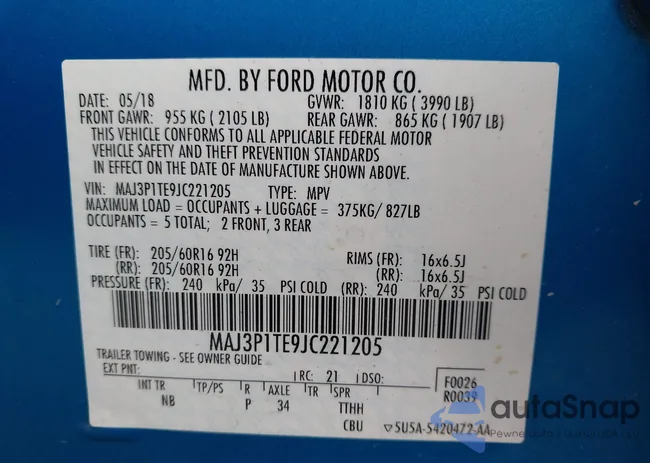 MFD. BY FORD MOTOR CO.
DATE: 05/18 GVWR: 1810 KG ( 3990 LB)
FRONT GAWR: 955 KG ( 2105 LB) REAR GAWR: 865 KG ( 1907 LB)
THIS VEHICLE CONFORMS TO ALL APPLICABLE FEDERAL MOTOR
VEHICLE SAFETY AND THEFT PREVENTION STANDARDS
IN EFFECT ON THE DATE OF MANUFACTURE SHOWN ABOVE.
VIN: MAJ3P1TE9JC221205 TYPE: MPV
MAXIMUM LOAD = OCCUPANTS + LUGGAGE = 375KG/ 827LB
OCCUPANTS = 5 TOTAL; 2 FRONT, 3 REAR
TIRE (FR): 205/60R16 92H RIMS (FR): 16x6.5J
(RR): 205/60R16 92H (RR): 16x6.5J
PRESSURE (FR): 240 kPa/ 35 PSI COLD (RR): 240 kPa/ 35 PSI COLD
MAJ3P1TE9JC221205
TRAILER TOWING - SEE OWNER GUIDE
EXT PNT: RC: 21 DSO: F0026
INT TR TP/PS R AXLE TR SPR R0039
NB P 34 TTHH
CBU SU5A-5420472-AA
autaSnap